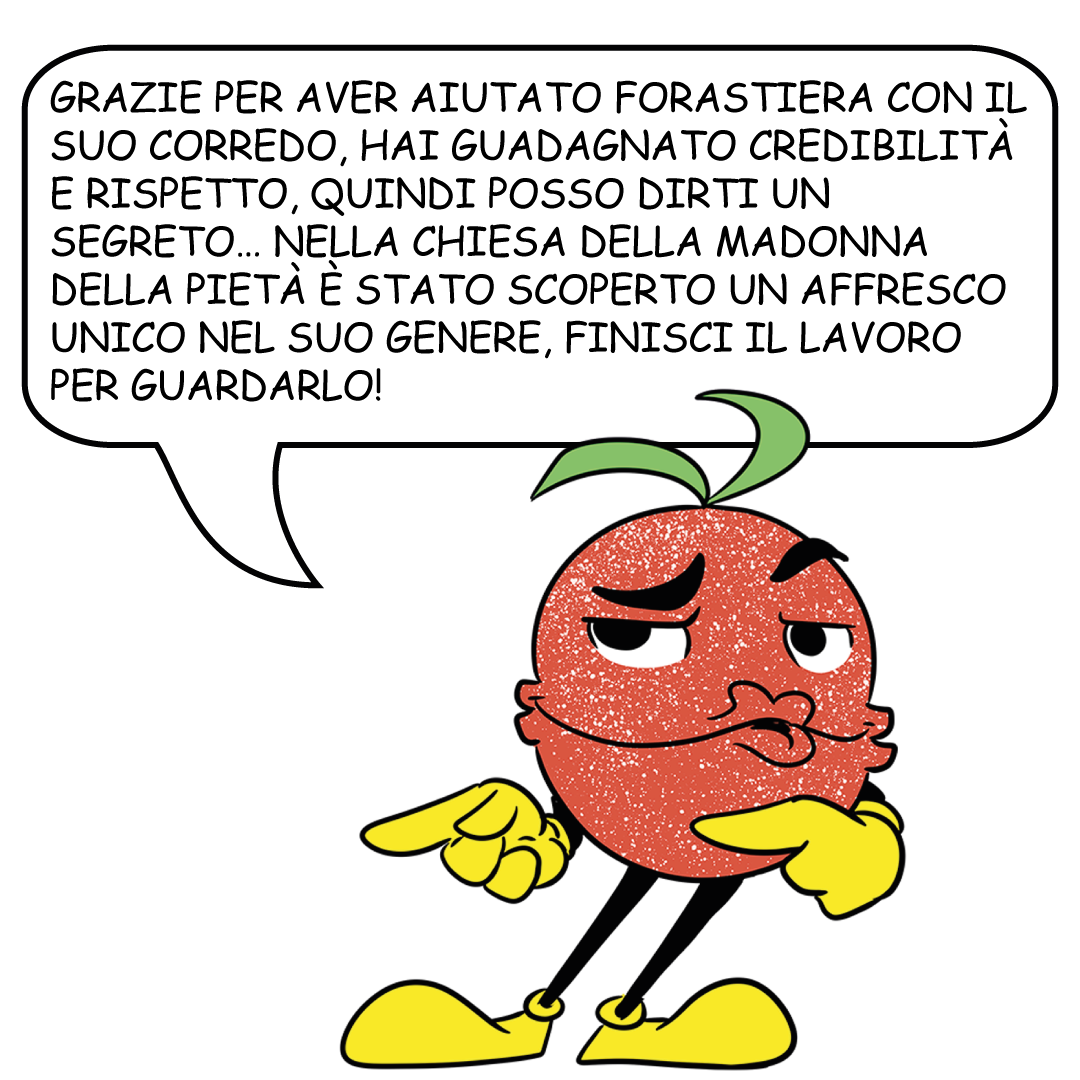 GRAZIE PER AVER AIUTATO FORASTIERA CON IL
SUO CORREDO, HAI GUADAGNATO CREDIBILITÀ
E RISPETTO, QUINDI POSSO DIRTI UN
SEGRETO... NELLA CHIESA DELLA MADONNA
DELLA PIETÀ È STATO SCOPERTO UN AFFRESCO
UNICO NEL SUO GENERE, FINISCI IL LAVORO
PER GUARDARLO!